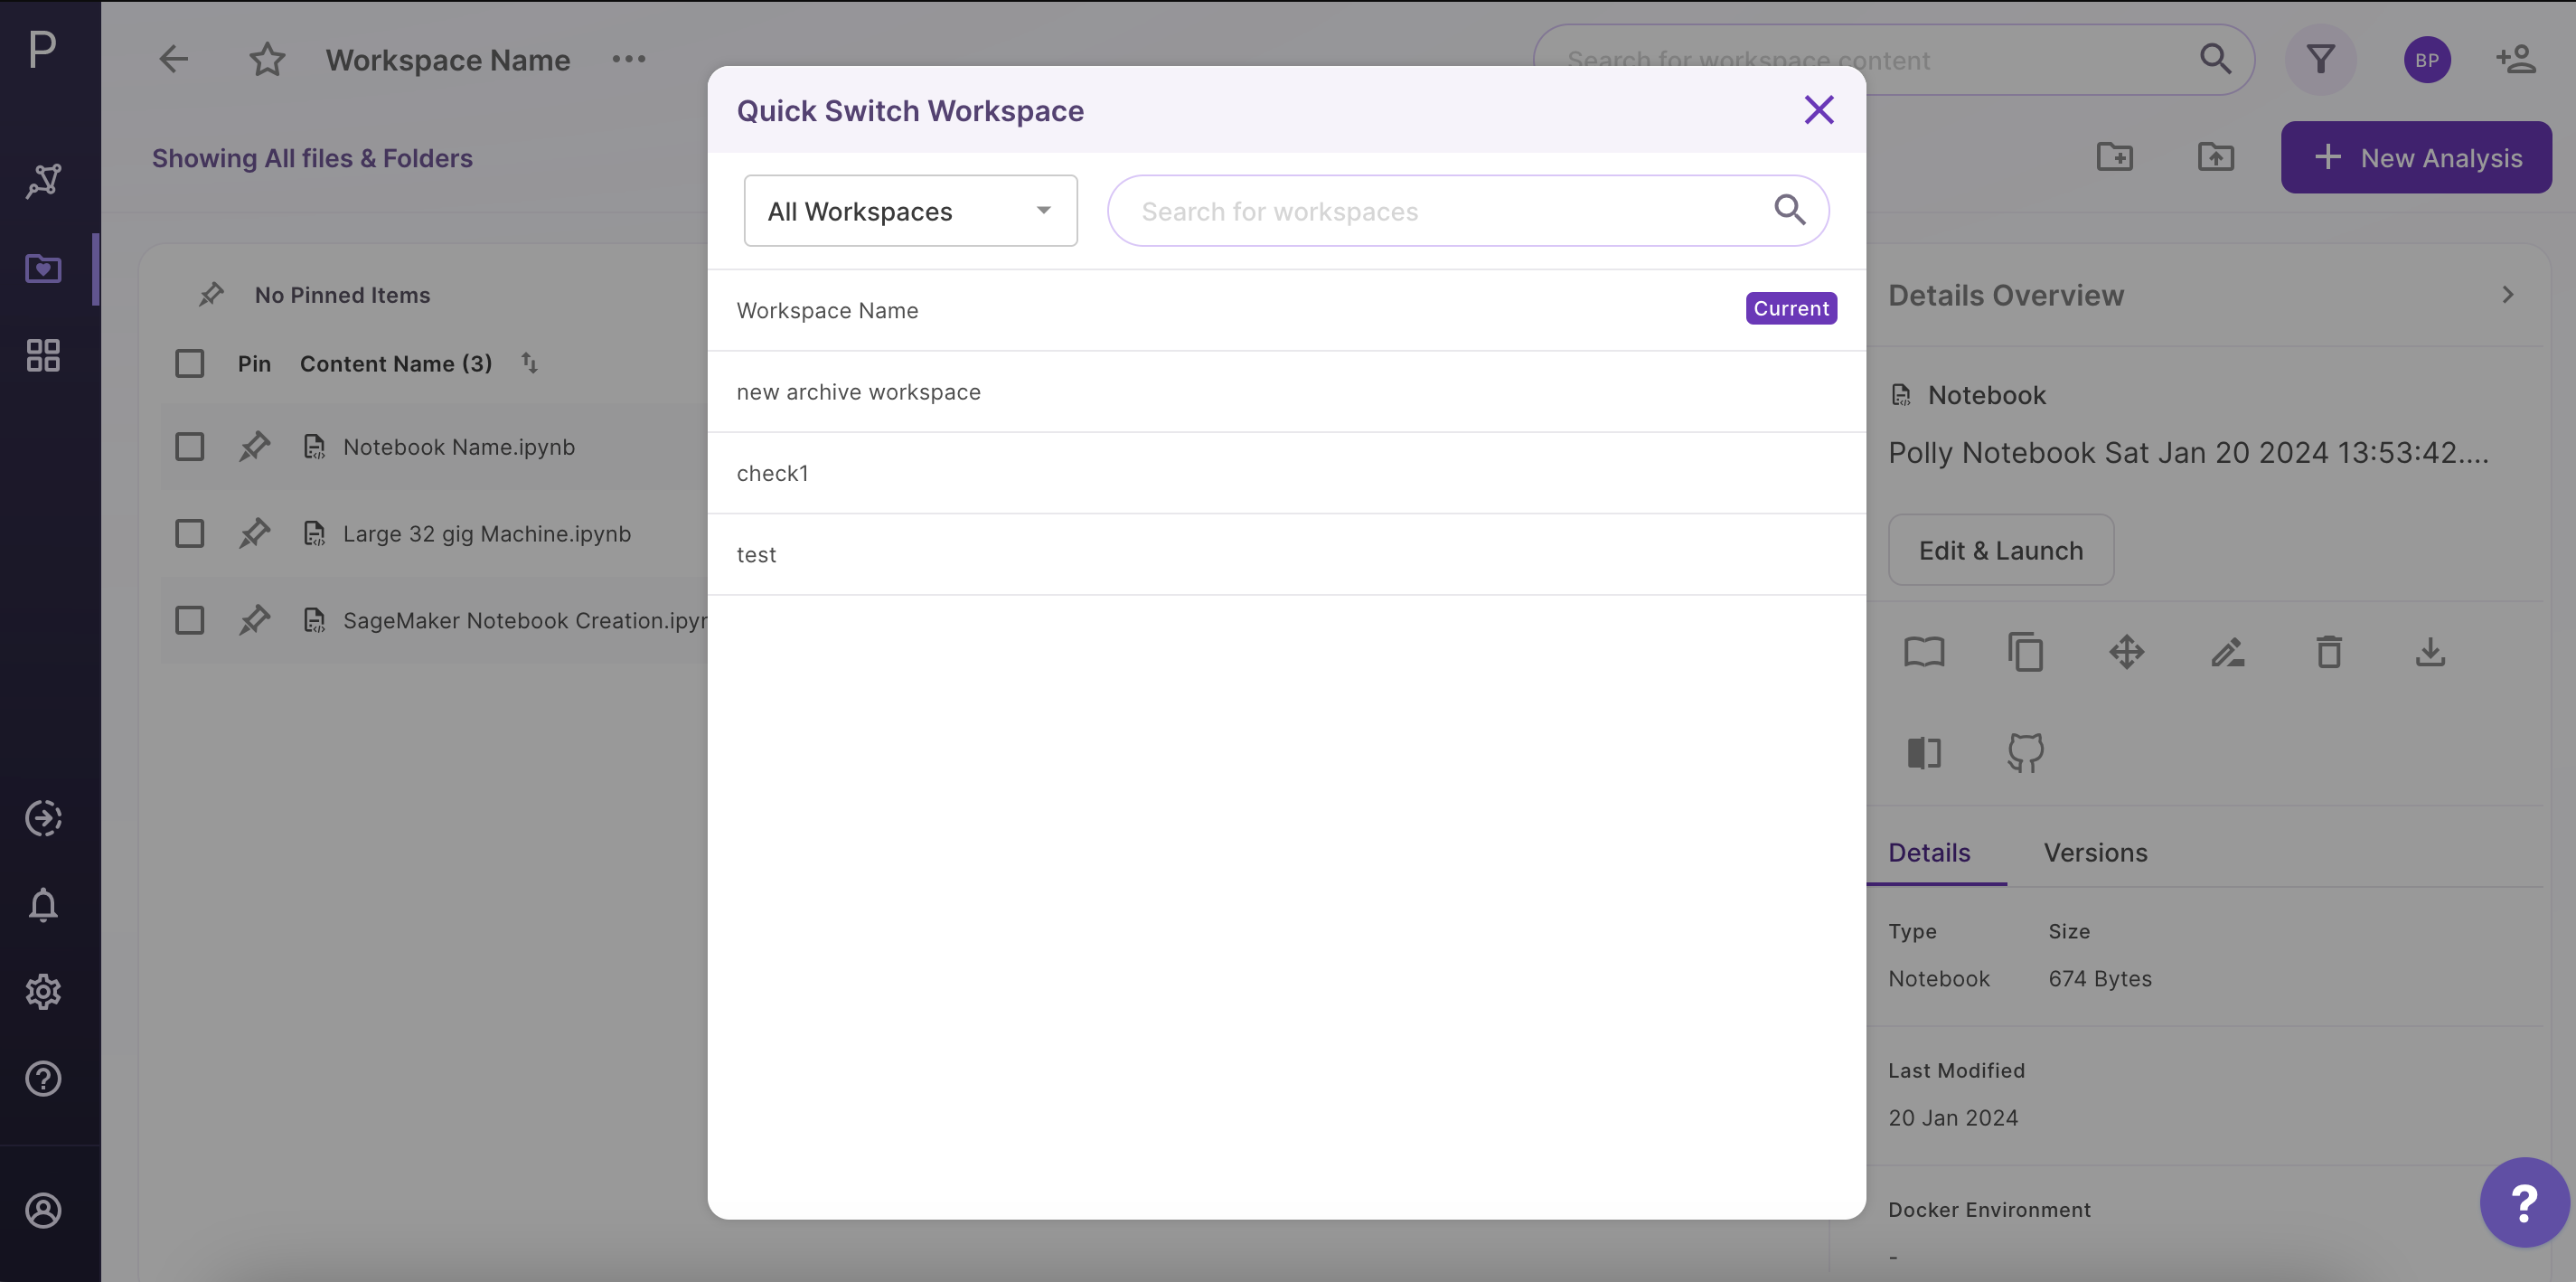 P
Workspace Name
Search for workspace content
BP
Showing All files & Folders
New Analysis
No Pinned Items
Pin Content Name (3)
Notebook Name.ipynb
Large 32 gig Machine.ipynb
SageMaker Notebook Creation.ipyn
Quick Switch Workspace
All Workspaces
Search for workspaces
Workspace Name
Current
new archive workspace
check1
test
Details Overview
Notebook
Polly Notebook Sat Jan 20 2024 13:53:42....
Edit & Launch
Details Versions
Type Size
Notebook 674 Bytes
Last Modified
20 Jan 2024
Docker Environment
-
?